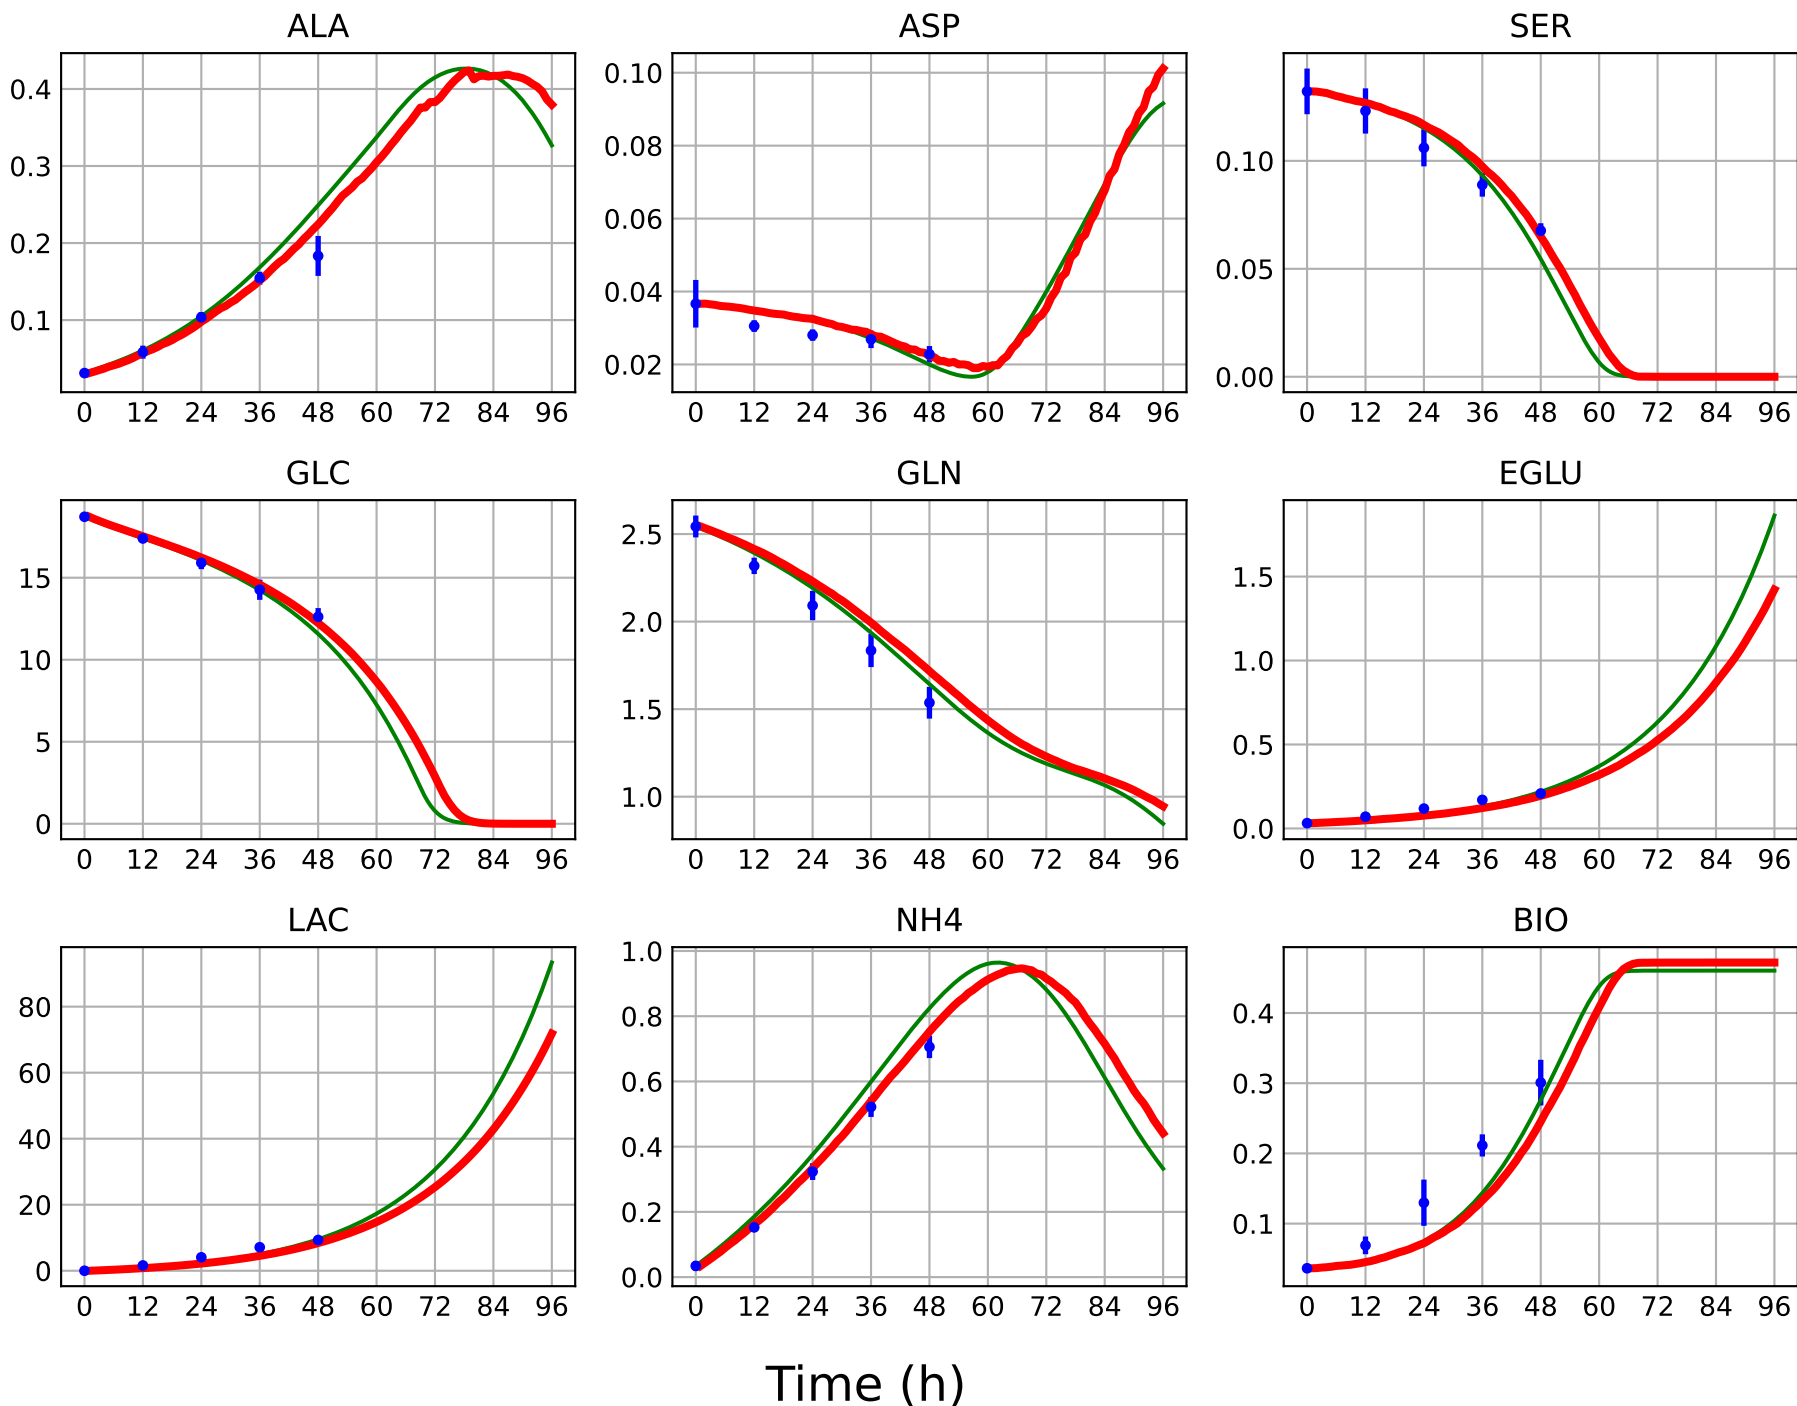 ALA ASP SER
0.4 0.3 0.2 0.1
0.10 0.08 0.06 0.04 0.02
0.10 0.05 0.00
0 12 24 36 48 60 72 84 96 0 12 24 36 48 60 72 84 96 0 12 24 36 48 60 72 84 96
GLC GLN EGLU
15 10 5 0
2.5 2.0 1.5 1.0
1.5 1.0 0.5 0.0
0 12 24 36 48 60 72 84 96 0 12 24 36 48 60 72 84 96 0 12 24 36 48 60 72 84 96
LAC NH4 BIO
80 60 40 20 0
1.0 0.8 0.6 0.4 0.2 0.0
0.4 0.3 0.2 0.1
0 12 24 36 48 60 72 84 96 0 12 24 36 48 60 72 84 96 0 12 24 36 48 60 72 84 96
Time (h)